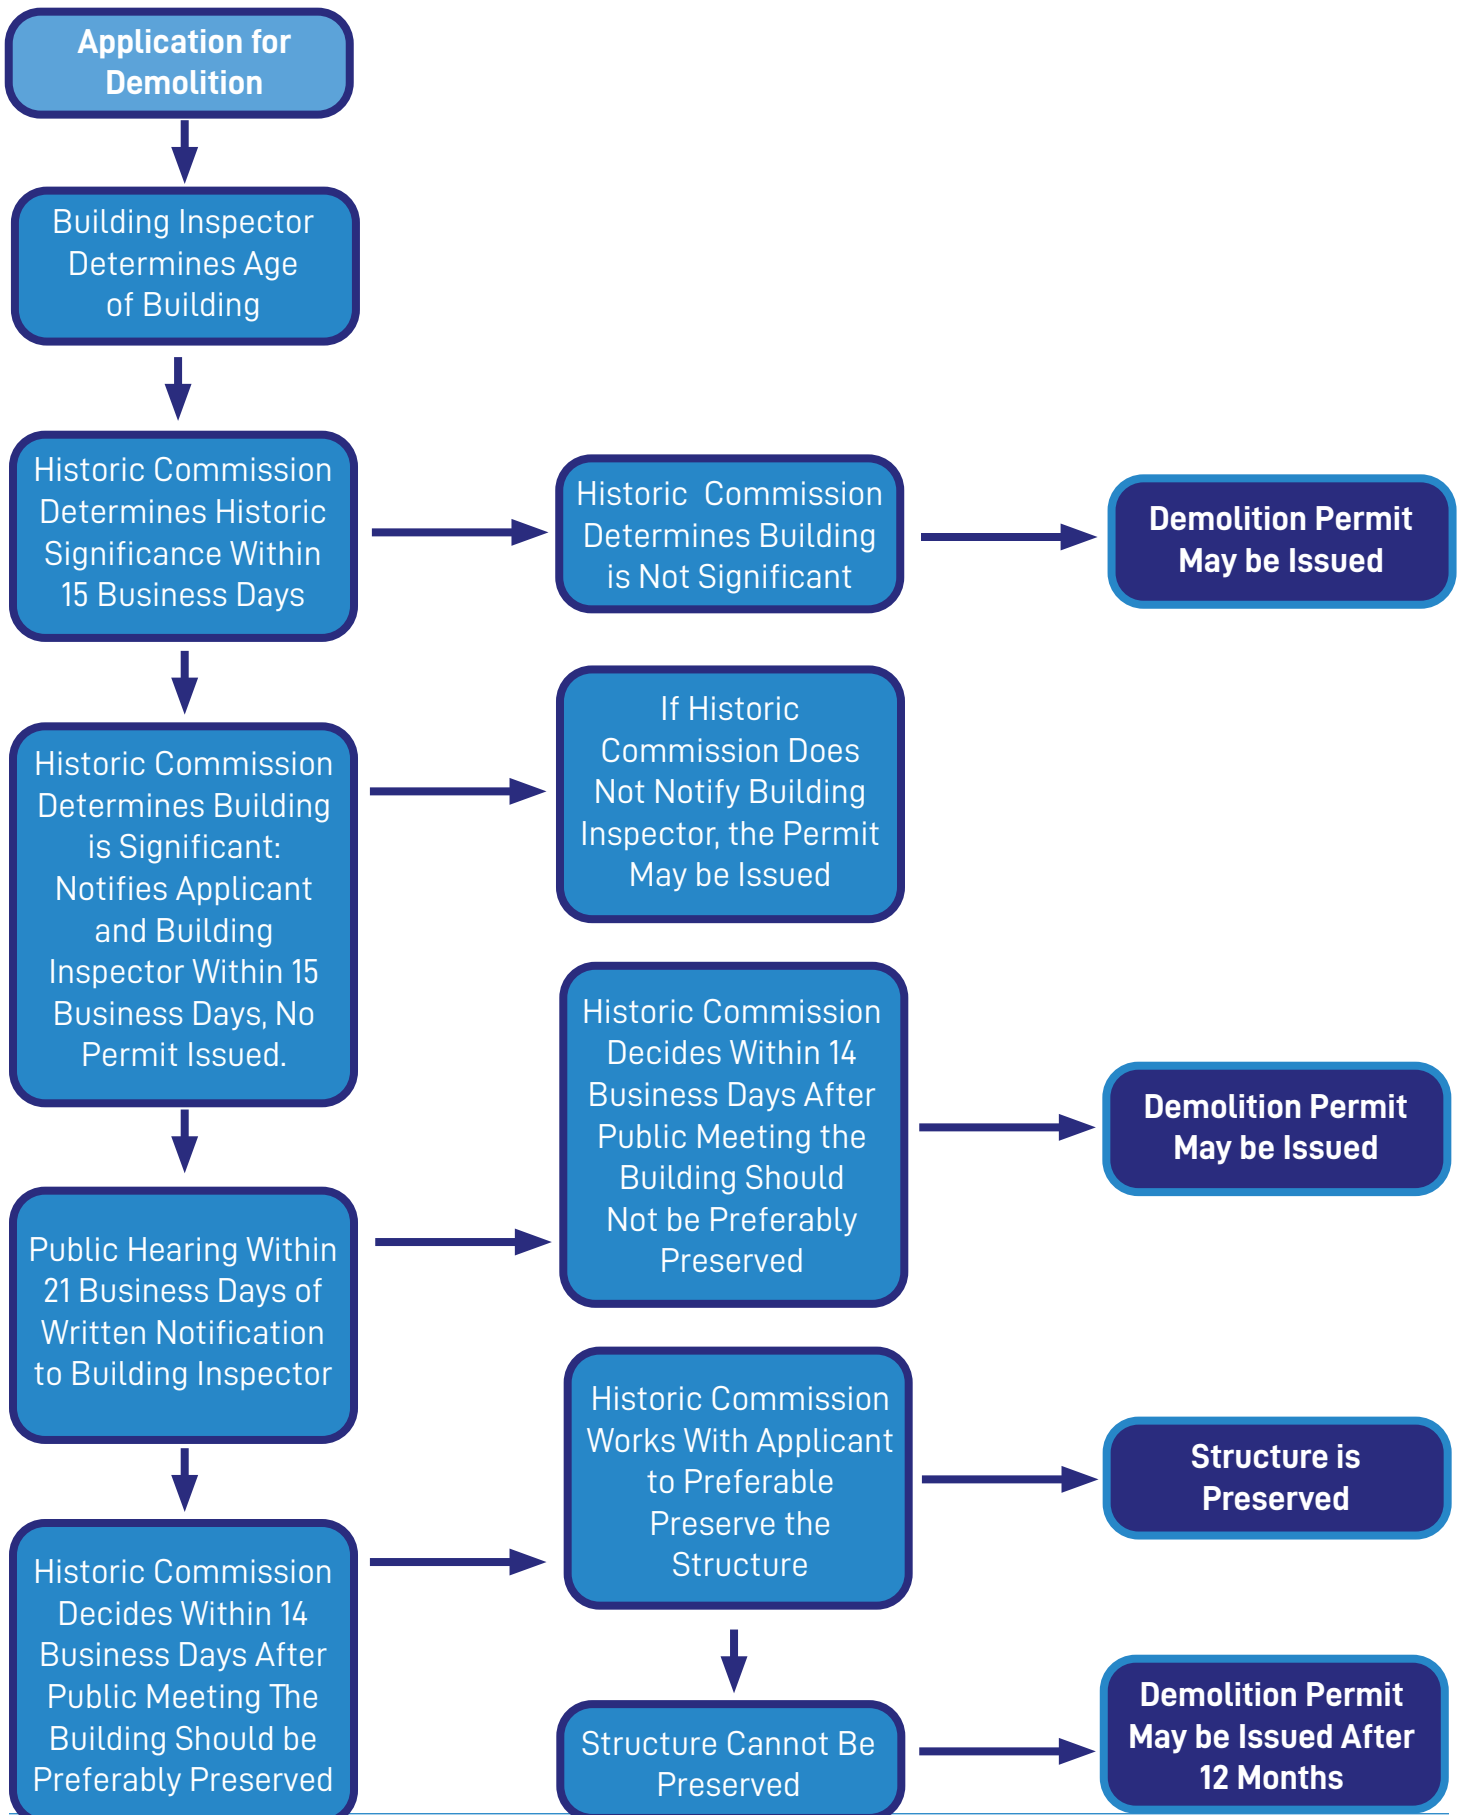 Application for
Demolition
Building Inspector
Determines Age
of Building
Historic Commission
Determines Historic
Significance Within
15 Business Days
Historic Commission
Determines Building
is Not Significant
Demolition Permit
May be Issued
Historic Commission
Determines Building
is Significant:
Notifies Applicant
and Building
Inspector Within 15
Business Days, No
Permit Issued.
If Historic
Commission Does
Not Notify Building
Inspector, the Permit
May be Issued
Public Hearing Within
21 Business Days of
Written Notification
to Building Inspector
Historic Commission
Decides Within 14
Business Days After
Public Meeting the
Building Should
Not be Preferably
Preserved
Demolition Permit
May be Issued
Historic Commission
Decides Within 14
Business Days After
Public Meeting The
Building Should be
Preferably Preserved
Historic Commission
Works With Applicant
to Preferable
Preserve the
Structure
Structure is
Preserved
Structure Cannot Be
Preserved
Demolition Permit
May be Issued After
12 Months